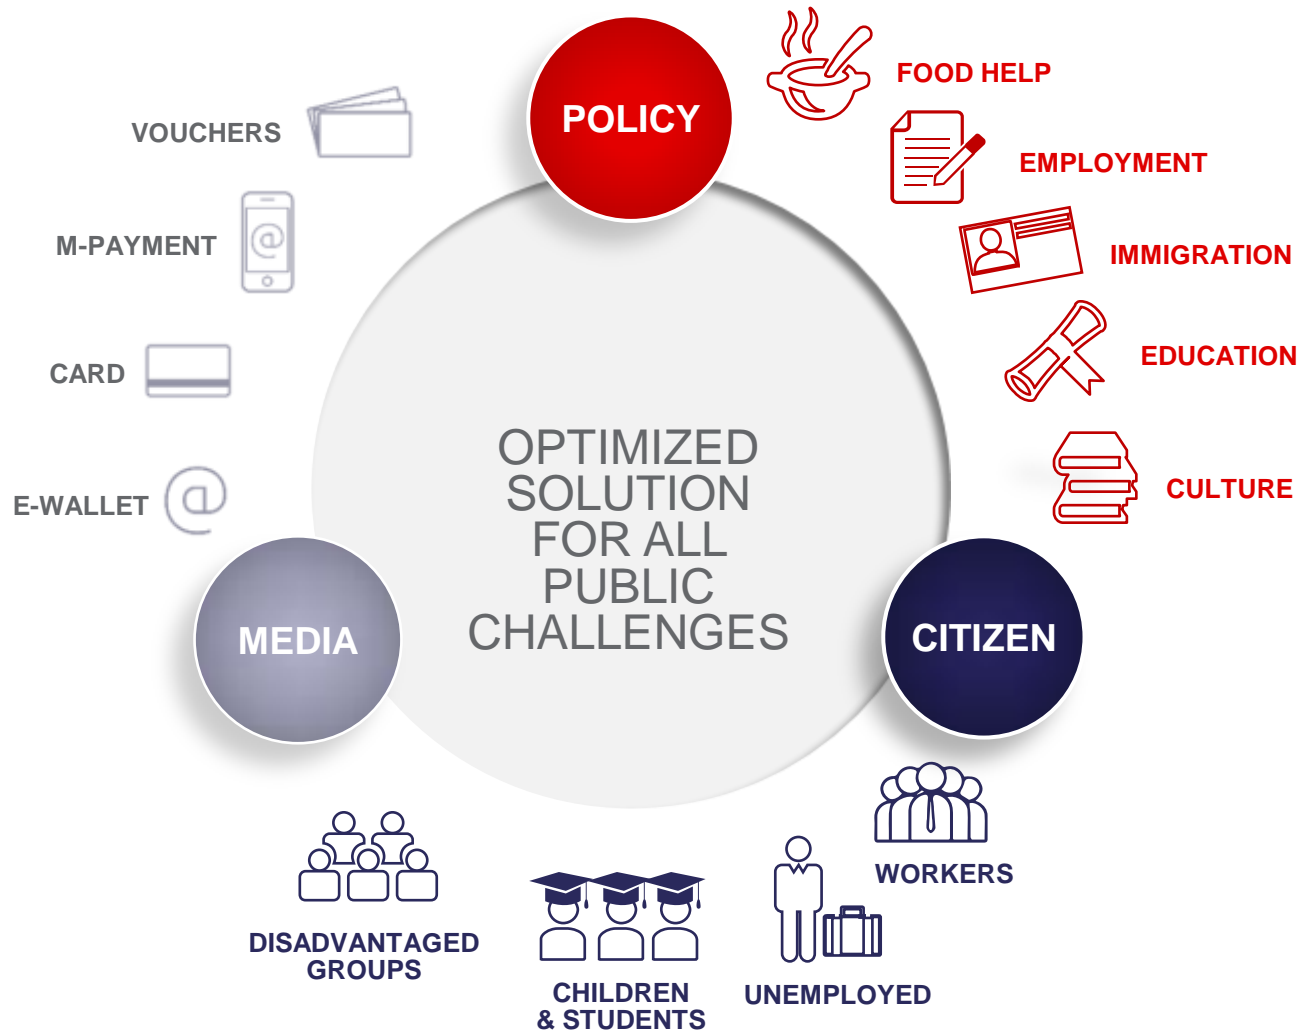 POLICY
FOOD HELP
EMPLOYMENT
IMMIGRATION
EDUCATION
CULTURE
VOUCHERS
M-PAYMENT
@
CARD
E-WALLET
@
OPTIMIZED
SOLUTION
FOR ALL
PUBLIC
CHALLENGES
MEDIA
CITIZEN
WORKERS
UNEMPLOYED
CHILDREN
& STUDENTS
DISADVANTAGED
GROUPS